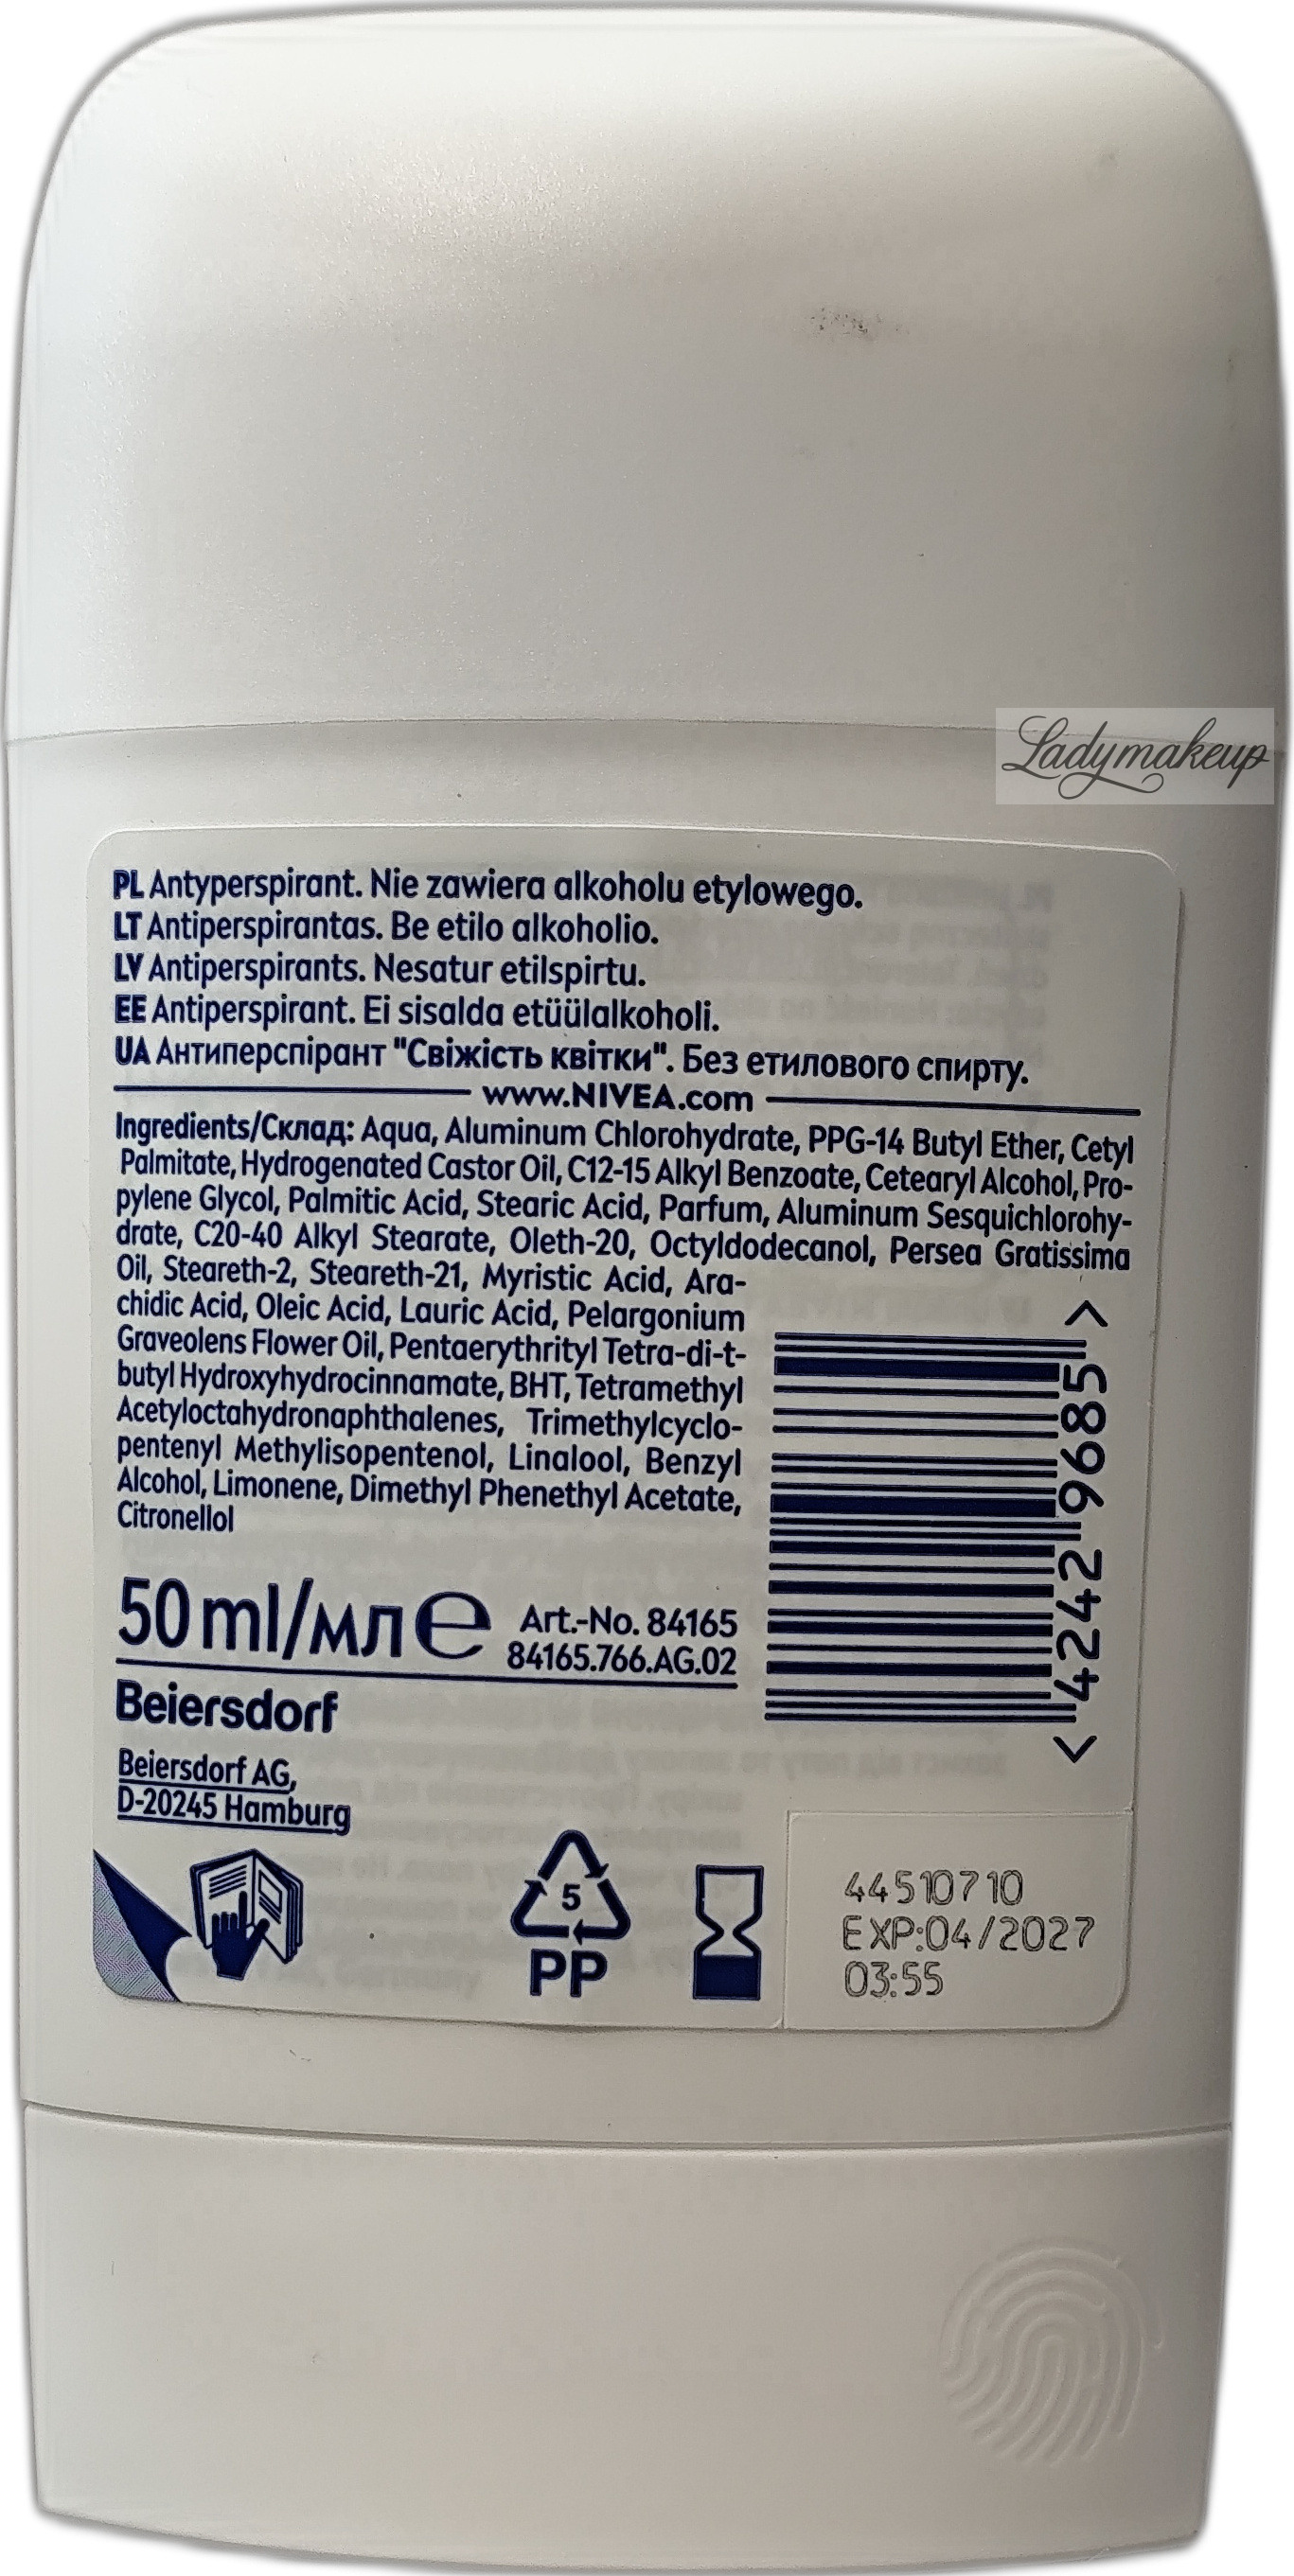 Ladymakeup
PL Antyperspirant. Nie zawiera alkoholu etylowego.
LT Antiperspirantas. Be etilo alkoholio.
LV Antiperspirants. Nesatur etilspirtu.
EE Antiperspirant. Ei sisalda etüülalkoholi.
UA Антиперспірант "Свіжість квітки". Без етилового спирту.
www.NIVEA.com
Ingredients/Склад: Aqua, Aluminum Chlorohydrate, PPG-14 Butyl Ether, Cetyl
Palmitate, Hydrogenated Castor Oil, C12-15 Alkyl Benzoate, Cetearyl Alcohol, Pro-
pylene Glycol, Palmitic Acid, Stearic Acid, Parfum, Aluminum Sesquichlorohy-
drate, C20-40 Alkyl Stearate, Oleth-20, Octyldodecanol, Persea Gratissima
Oil, Steareth-2, Steareth-21, Myristic Acid, Ara-
chidic Acid, Oleic Acid, Lauric Acid, Pelargonium
Graveolens Flower Oil, Pentaerythrityl Tetra-di-t-
butyl Hydroxyhydrocinnamate, BHT, Tetramethyl
Acetyloctahydronaphthalenes, Trimethylcyclo-
pentenyl Methylisopentenol, Linalool, Benzyl
Alcohol, Limonene, Dimethyl Phenethyl Acetate,
Citronellol
<4242 9685>
50 ml/мл e
Art.-No. 84165
84165.766.AG.02
Beiersdorf
Beiersdorf AG,
D-20245 Hamburg
5
PP
44510710
EXP:04/2027
03:55